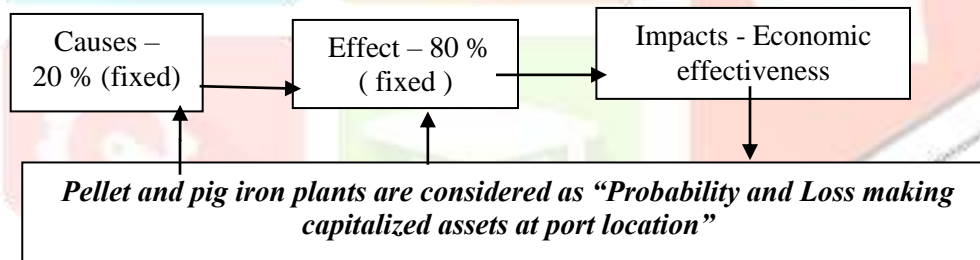 Causes –
20 % (fixed)
Effect – 80 %
( fixed )
Impacts - Economic
effectiveness
Pellet and pig iron plants are considered as “Probability and Loss making
capitalized assets at port location”